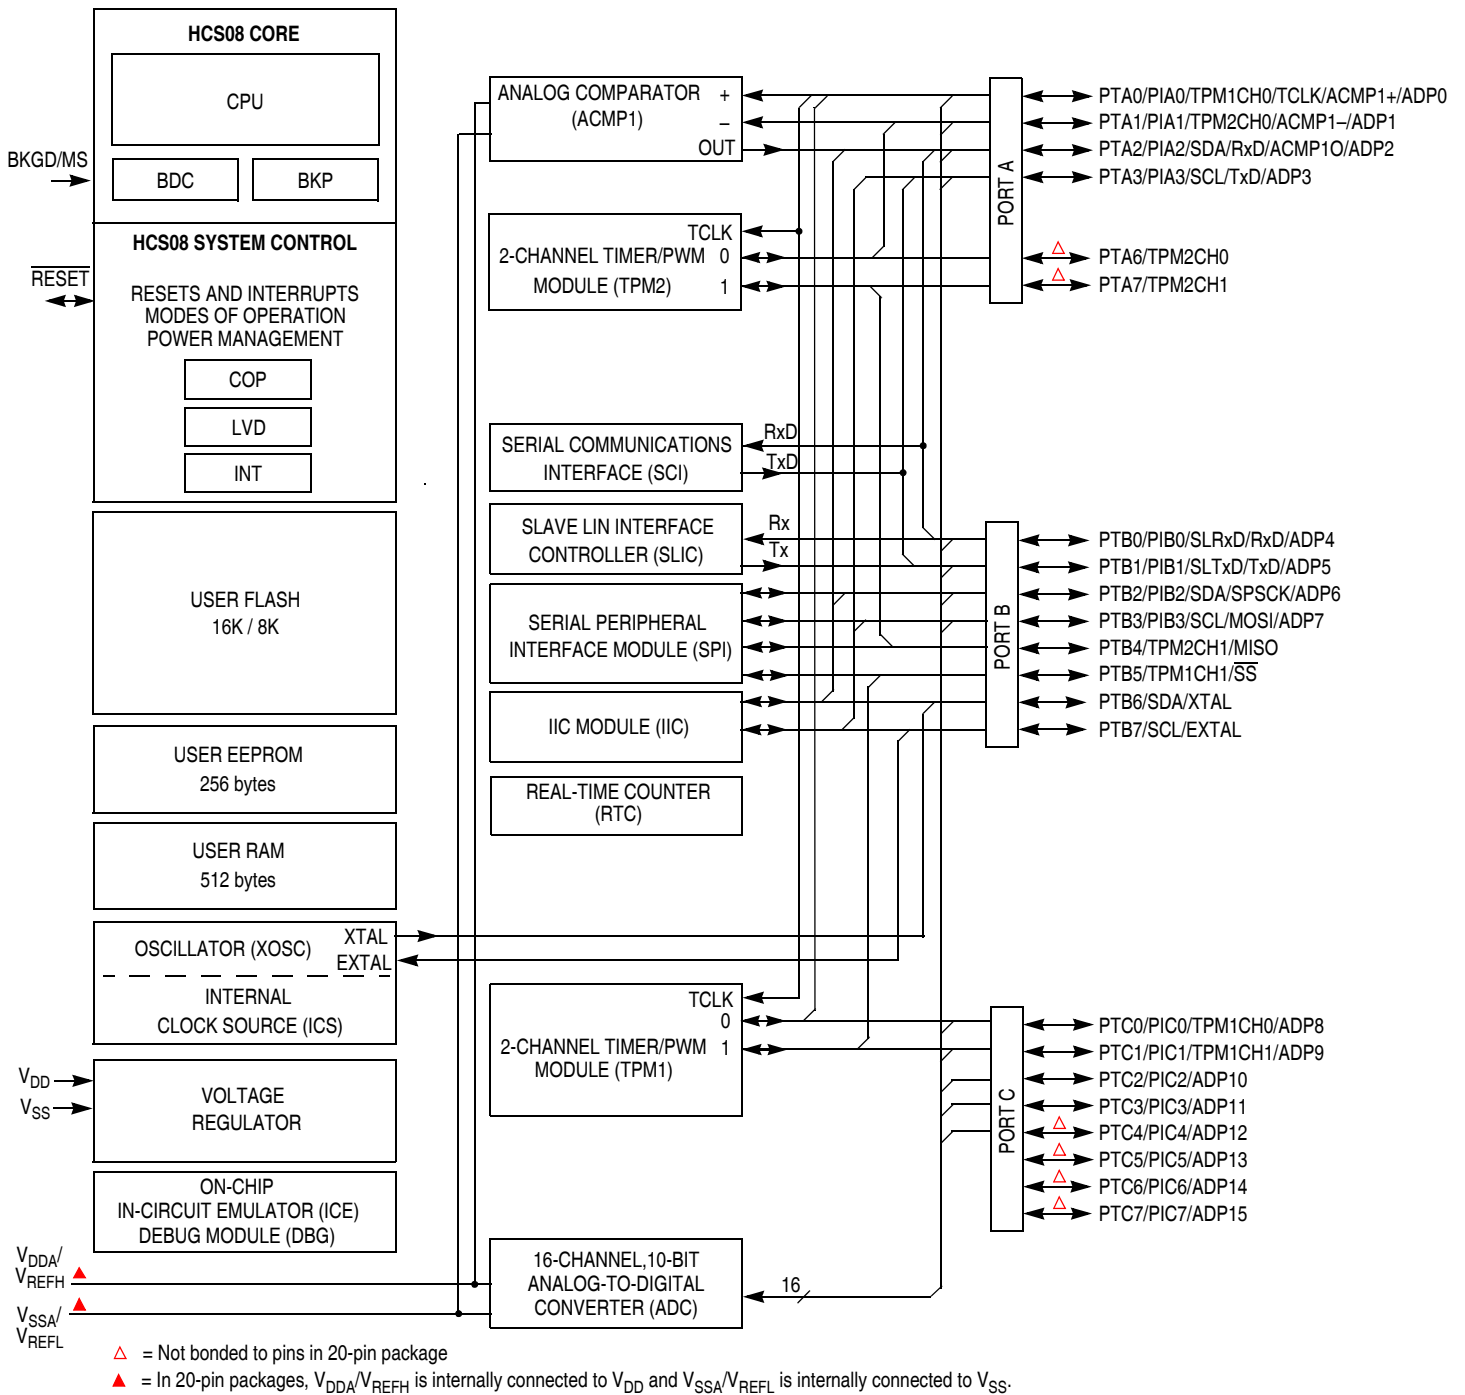 HCS08 CORE
CPU
BDC
BKP
BKGD/MS
HCS08 SYSTEM CONTROL
RESET
RESETS AND INTERRUPTS
MODES OF OPERATION
POWER MANAGEMENT
COP
LVD
INT
USER FLASH
16K / 8K
USER EEPROM
256 bytes
USER RAM
512 bytes
OSCILLATOR (XOSC)
XTAL
EXTAL
INTERNAL
CLOCK SOURCE (ICS)
VDD
VSS
VOLTAGE
REGULATOR
ON-CHIP
IN-CIRCUIT EMULATOR (ICE)
DEBUG MODULE (DBG)
VDDA/
VREFH
VSSA/
VREFL
ANALOG COMPARATOR
(ACMP1)
+
–
OUT
TCLK
2-CHANNEL TIMER/PWM 0
MODULE (TPM2) 1
SERIAL COMMUNICATIONS
INTERFACE (SCI)
RxD
TxD
SLAVE LIN INTERFACE
CONTROLLER (SLIC)
Rx
Tx
SERIAL PERIPHERAL
INTERFACE MODULE (SPI)
IIC MODULE (IIC)
REAL-TIME COUNTER
(RTC)
TCLK
0
2-CHANNEL TIMER/PWM 1
MODULE (TPM1)
16-CHANNEL,10-BIT
ANALOG-TO-DIGITAL
CONVERTER (ADC)
16
PORT A
PTA0/PIA0/TPM1CH0/TCLK/ACMP1+/ADP0
PTA1/PIA1/TPM2CH0/ACMP1–/ADP1
PTA2/PIA2/SDA/RxD/ACMP1O/ADP2
PTA3/PIA3/SCL/TxD/ADP3
PTA6/TPM2CH0
PTA7/TPM2CH1
PORT B
PTB0/PIB0/SLRxD/RxD/ADP4
PTB1/PIB1/SLTxD/TxD/ADP5
PTB2/PIB2/SDA/SPSCK/ADP6
PTB3/PIB3/SCL/MOSI/ADP7
PTB4/TPM2CH1/MISO
PTB5/TPM1CH1/SS
PTB6/SDA/XTAL
PTB7/SCL/EXTAL
PORT C
PTC0/PIC0/TPM1CH0/ADP8
PTC1/PIC1/TPM1CH1/ADP9
PTC2/PIC2/ADP10
PTC3/PIC3/ADP11
PTC4/PIC4/ADP12
PTC5/PIC5/ADP13
PTC6/PIC6/ADP14
PTC7/PIC7/ADP15
△ = Not bonded to pins in 20-pin package
▲ = In 20-pin packages, VDDA/VREFH is internally connected to VDD and VSSA/VREFL is internally connected to VSS.